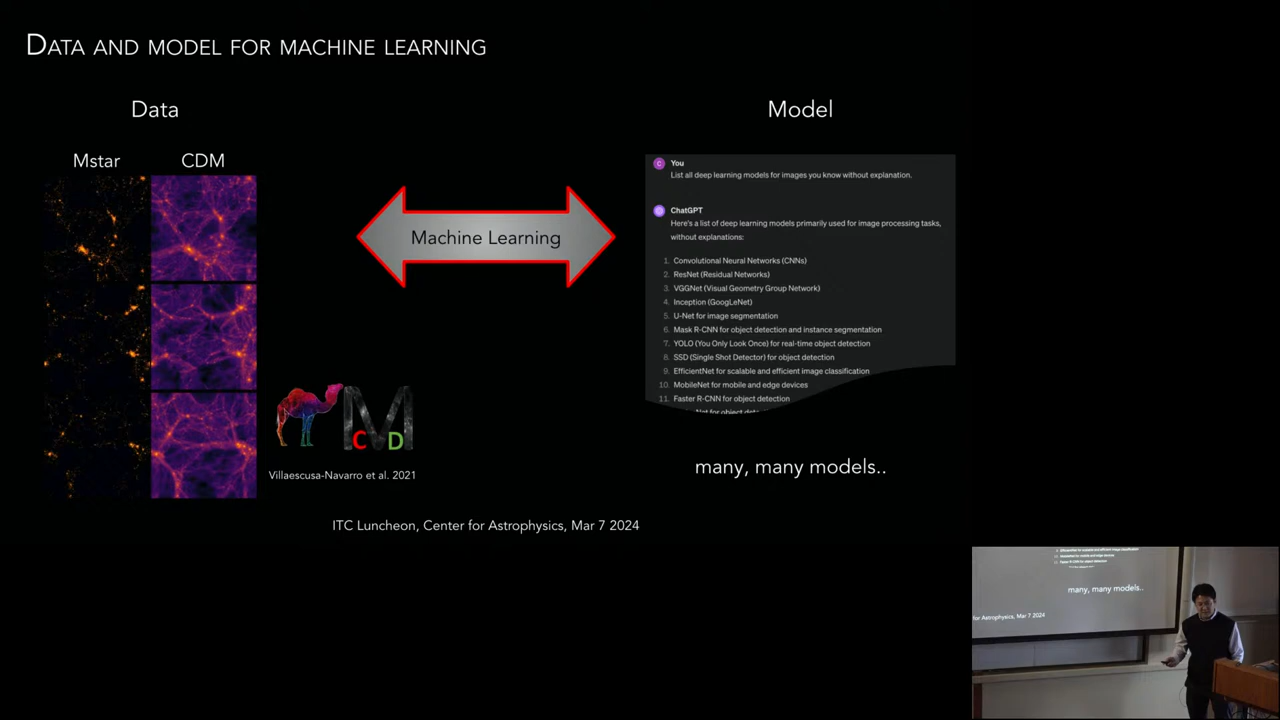 DATA AND MODEL FOR MACHINE LEARNING
Data
Model
Mstar
CDM
Machine Learning
C
You
List all deep learning models for images you know without explanation.
ChatGPT
Here's a list of deep learning models primarily used for image processing tasks,
without explanations:
1. Convolutional Neural Networks (CNNs)
2. ResNet (Residual Networks)
3. VGGNet (Visual Geometry Group Network)
4. Inception (GoogLeNet)
5. U-Net for image segmentation
6. Mask R-CNN for object detection and instance segmentation
7. YOLO (You Only Look Once) for real-time object detection
8. SSD (Single Shot Detector) for object detection
9. EfficientNet for scalable and efficient image classification
10. MobileNet for mobile and edge devices
11. Faster R-CNN for object detection
CMD
Villaescusa-Navarro et al. 2021
many, many models..
ITC Luncheon, Center for Astrophysics, Mar 7 2024
many, many models..
for Astrophysics, Mar 7 2024